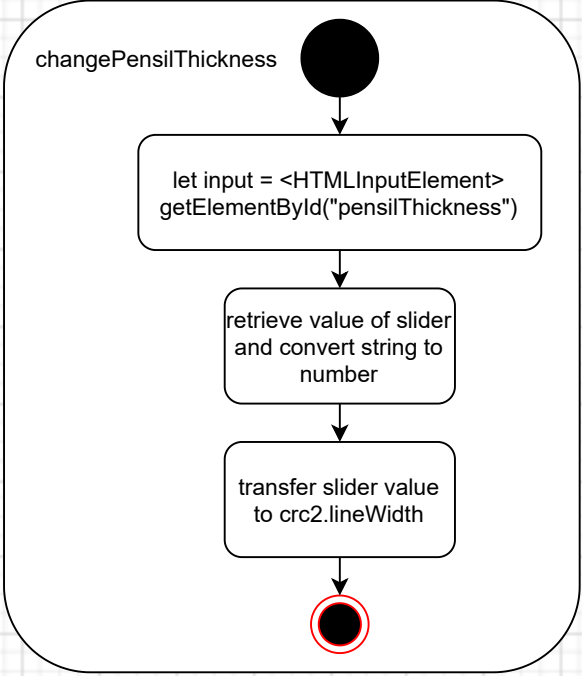 changePensilThickness
let input = <HTMLInputElement>
getElementById("pensilThickness")
retrieve value of slider
and convert string to
number
transfer slider value
to crc2.lineWidth